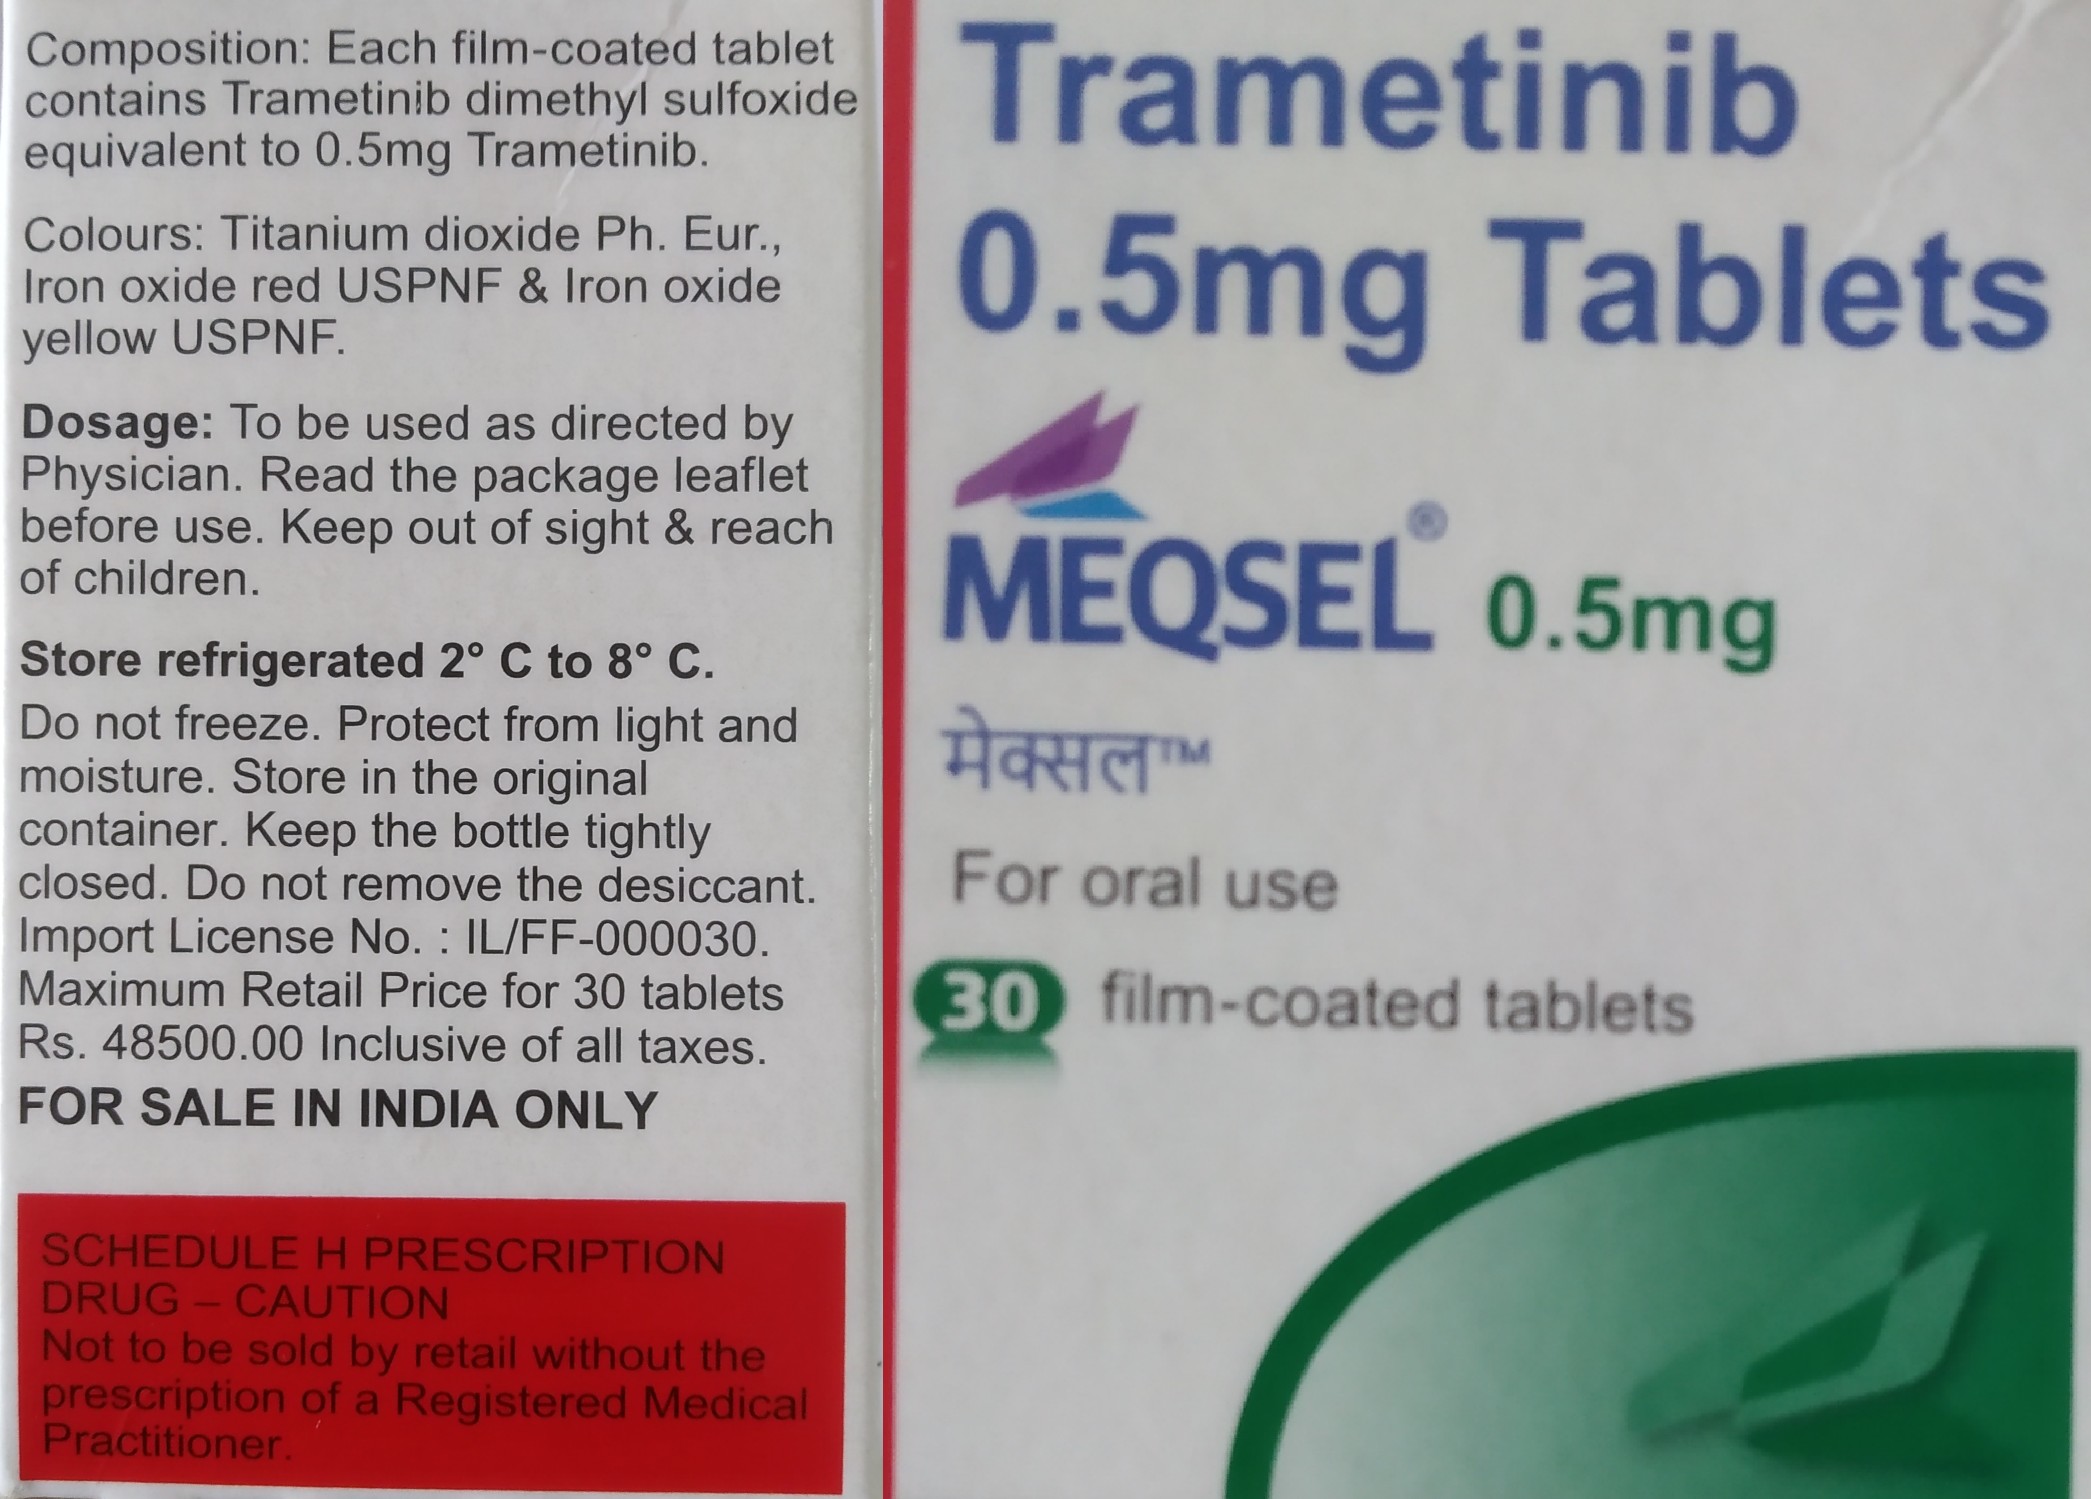 Composition: Each film-coated tablet
contains Trametinib dimethyl sulfoxide
equivalent to 0.5mg Trametinib.
Colours: Titanium dioxide Ph. Eur.,
Iron oxide red USPNF & Iron oxide
yellow USPNF.
Dosage: To be used as directed by
Physician. Read the package leaflet
before use. Keep out of sight & reach
of children.
Store refrigerated 2° C to 8° C.
Do not freeze. Protect from light and
moisture. Store in the original
container. Keep the bottle tightly
closed. Do not remove the desiccant.
Import License No. : IL/FF-000030.
Maximum Retail Price for 30 tablets
Rs. 48500.00 Inclusive of all taxes.
FOR SALE IN INDIA ONLY
SCHEDULE H PRESCRIPTION
DRUG – CAUTION
Not to be sold by retail without the
prescription of a Registered Medical
Practitioner.
Trametinib
0.5mg Tablets
MEQSEL® 0.5mg
मेक्सल™
For oral use
30 film-coated tablets